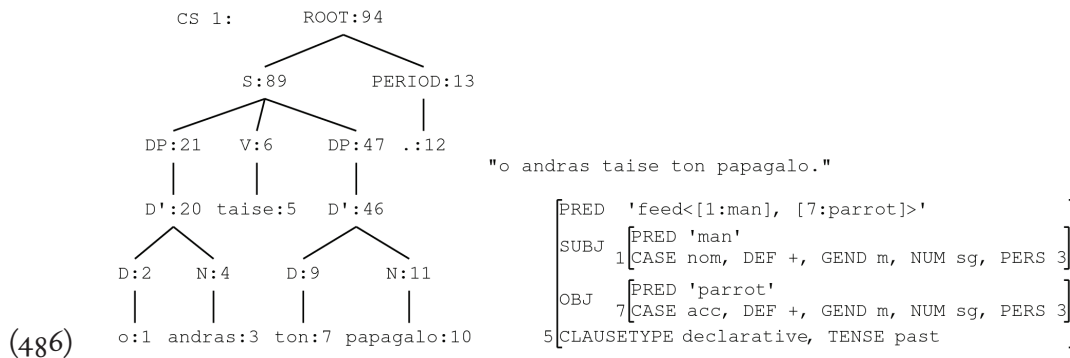 CS 1: ROOT:94
S:89 PERIOD:13
DP:21 V:6 DP:47 .:12
"o andras taise ton papagalo."
D':20 taise:5 D':46
PRED 'feed<[1:man], [7:parrot]>'
PRED 'man'
SUBJ
1 CASE nom, DEF +, GEND m, NUM sg, PERS 3
D:2 N:4 D:9 N:11
PRED 'parrot'
OBJ
7 CASE acc, DEF +, GEND m, NUM sg, PERS 3
(486) o:1 andras:3 ton:7 papagalo:10
5 CLAUSETYPE declarative, TENSE past